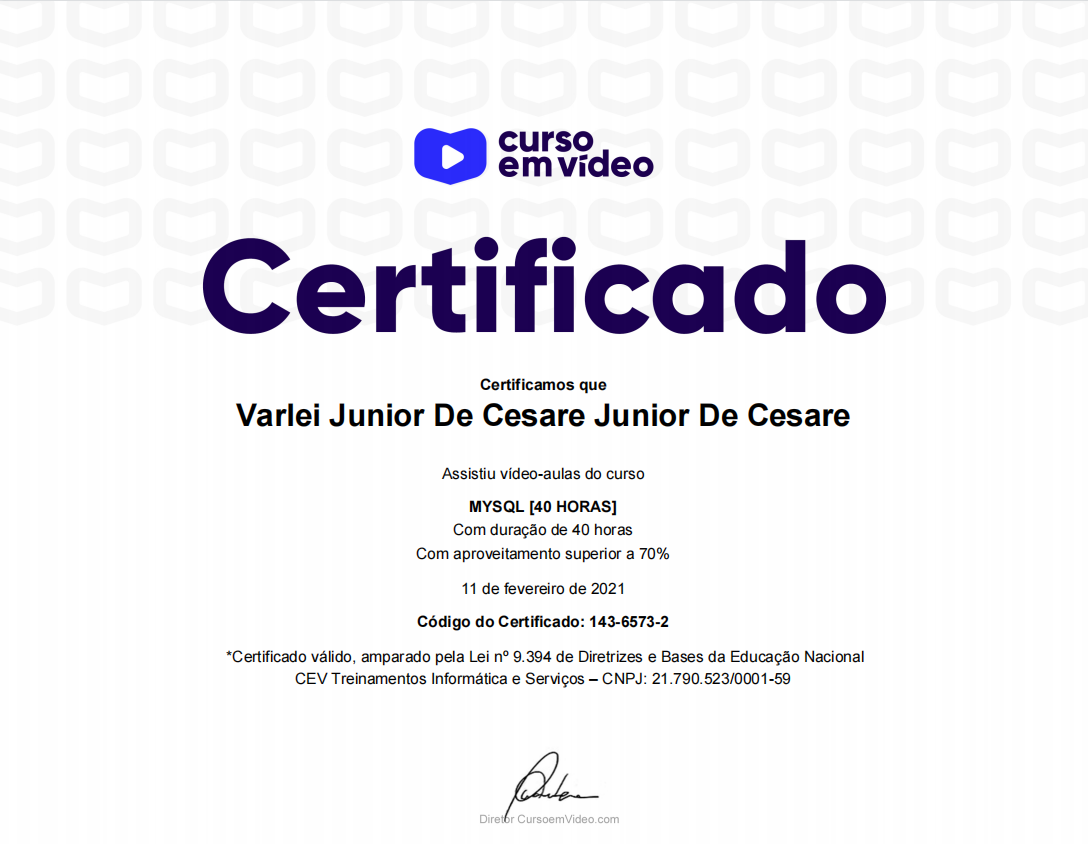 curso
em vídeo
Certificado
Certificamos que
Varlei Junior De Cesare Junior De Cesare
Assistiu vídeo-aulas do curso
MYSQL [40 HORAS]
Com duração de 40 horas
Com aproveitamento superior a 70%
11 de fevereiro de 2021
Código do Certificado: 143-6573-2
*Certificado válido, amparado pela Lei nº 9.394 de Diretrizes e Bases da Educação Nacional
CEV Treinamentos Informática e Serviços – CNPJ: 21.790.523/0001-59
Diretor CursoemVideo.com